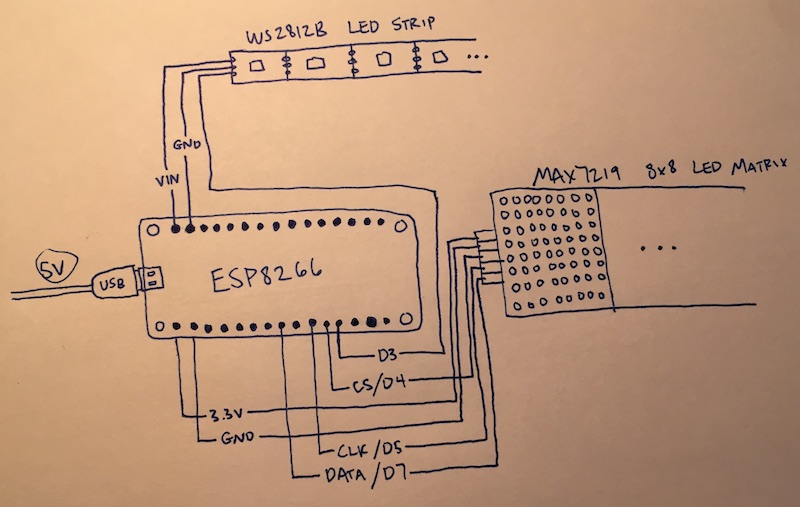 WS2812B LED STRIP
GND
VIN
MAX7219 8x8 LED MATRIX
5V
USB
ESP8266
D3
CS/D4
3.3V
GND
CLK/D5
DATA/D7